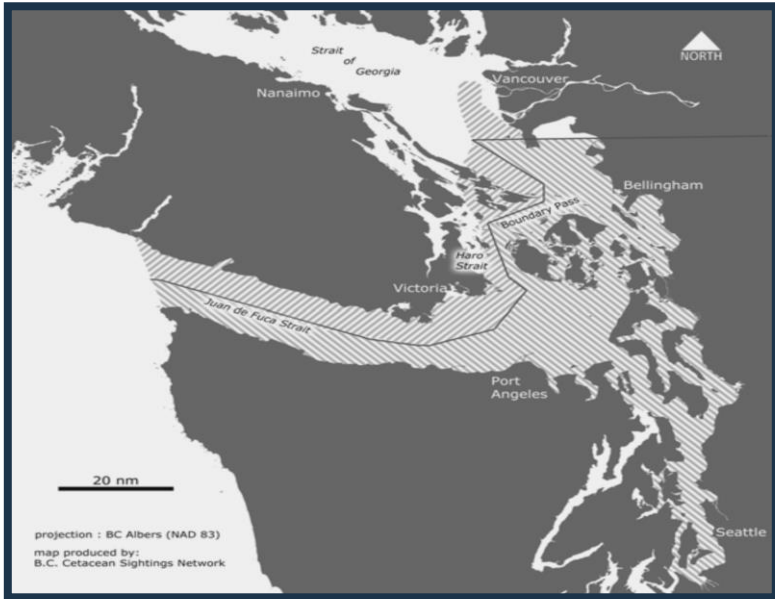 Strait
of
Georgia
NORTH
Vancouver
Nanaimo
Bellingham
Boundary Pass
Haro
Strait
Victoria
Juan de Fuca Strait
Port
Angeles
20 nm
projection : BC Albers (NAD 83)
map produced by:
B.C. Cetacean Sightings Network
Seattle